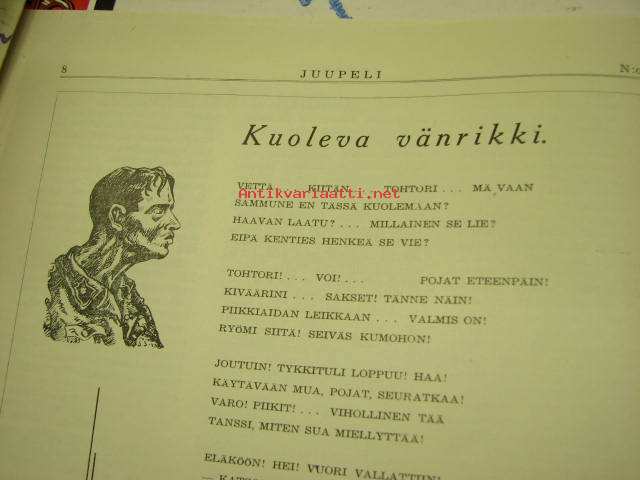 8
JUUPELI
N:o
Kuoleva vänrikki.
VETTÄ . . . KIITÄN . . . TOHTORI . . . MÄ VAAN
Antikvariaatti.net
SAMMUNE EN TÄSSÄ KUOLEMAAN?
HAAVAN LAATU? . . . MILLAINEN SE LIE?
EIPÄ KENTIES HENKEÄ SE VIE?
TOHTORI! . . . VOI! . . . POJAT ETEENPÄIN!
KIVÄÄRINI . . . SAKSET! TÄNNE NÄIN!
PIIKKIAIDAN LEIKKAAN . . . VALMIS ON!
RYÖMI SIITÄ! SEIVÄS KUMOHON!
JOUTUIN! TYKKITULI LOPPUU! HAA!
KÄYTÄVÄÄN MUA, POJAT, SEURATKAA!
VARO! PIIKIT! . . . VIHOLLINEN TÄÄ
TANSSI, MITEN SUA MIELLYTTÄÄ!
ELÄKÖÖN! HEI! VUORI VALLATTIIN!